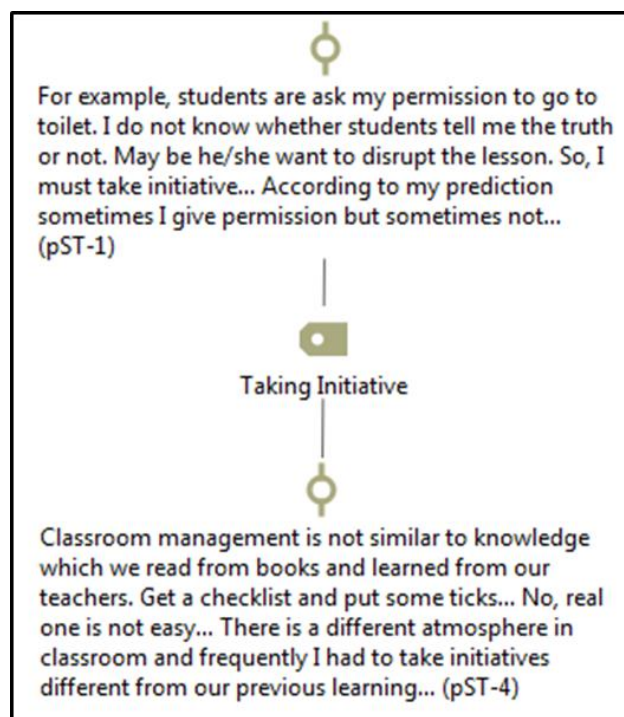 For example, students are ask my permission to go to
toilet. I do not know whether students tell me the truth
or not. May be he/she want to disrupt the lesson. So, I
must take initiative... According to my prediction
sometimes I give permission but sometimes not...
(pST-1)
Taking Initiative
Classroom management is not similar to knowledge
which we read from books and learned from our
teachers. Get a checklist and put some ticks... No, real
one is not easy... There is a different atmosphere in
classroom and frequently I had to take initiatives
different from our previous learning... (pST-4)